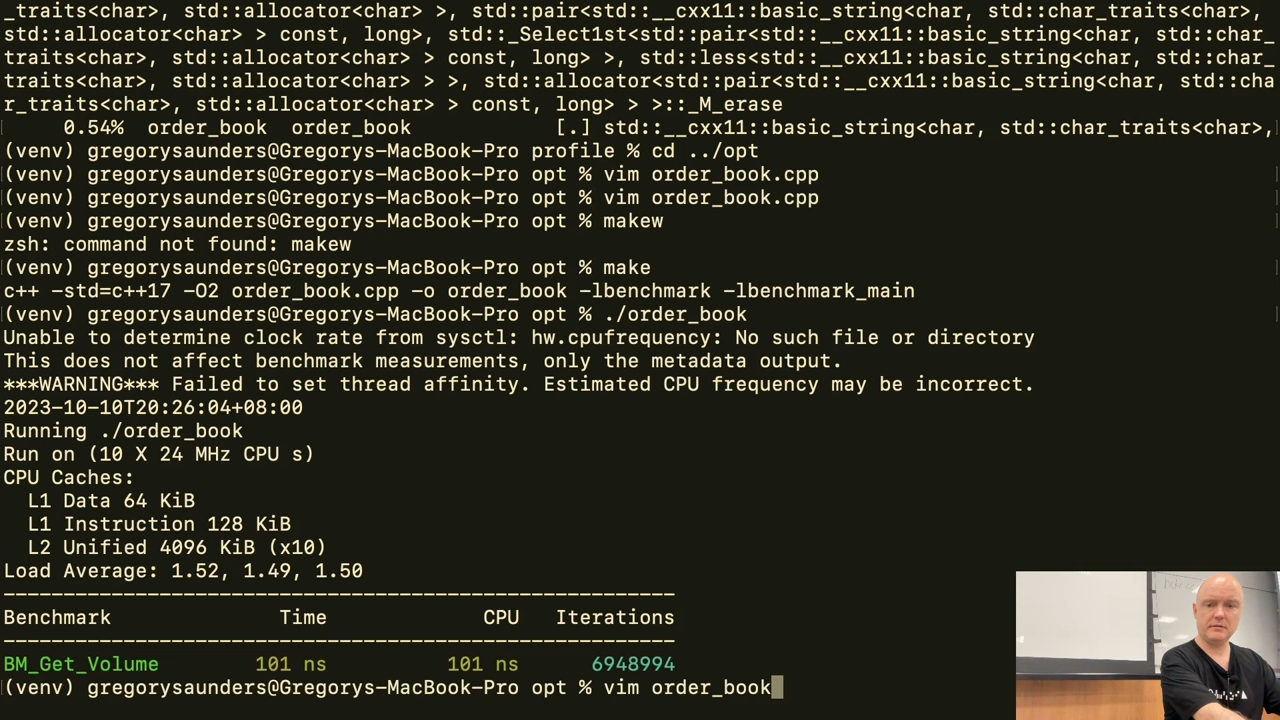 _traits<char>, std::allocator<char> >, std::pair<std::__cxx11::basic_string<char, std::char_traits<char>,
std::allocator<char> > const, long>, std::_Select1st<std::pair<std::__cxx11::basic_string<char, std::char_
traits<char>, std::allocator<char> > const, long> >, std::less<std::__cxx11::basic_string<char, std::char_
traits<char>, std::allocator<char> > >, std::allocator<std::pair<std::__cxx11::basic_string<char, std::cha
r_traits<char>, std::allocator<char> > const, long> > >::_M_erase
0.54%  order_book  order_book            [.] std::__cxx11::basic_string<char, std::char_traits<char>,
(venv) gregorysaunders@Gregorys-MacBook-Pro profile % cd ../opt
(venv) gregorysaunders@Gregorys-MacBook-Pro opt % vim order_book.cpp
(venv) gregorysaunders@Gregorys-MacBook-Pro opt % vim order_book.cpp
(venv) gregorysaunders@Gregorys-MacBook-Pro opt % makew
zsh: command not found: makew
(venv) gregorysaunders@Gregorys-MacBook-Pro opt % make
c++ -std=c++17 -O2 order_book.cpp -o order_book -lbenchmark -lbenchmark_main
(venv) gregorysaunders@Gregorys-MacBook-Pro opt % ./order_book
Unable to determine clock rate from sysctl: hw.cpufrequency: No such file or directory
This does not affect benchmark measurements, only the metadata output.
***WARNING*** Failed to set thread affinity. Estimated CPU frequency may be incorrect.
2023-10-10T20:26:04+08:00
Running ./order_book
Run on (10 X 24 MHz CPU s)
CPU Caches:
L1 Data 64 KiB
L1 Instruction 128 KiB
L2 Unified 4096 KiB (x10)
Load Average: 1.52, 1.49, 1.50
--------------------------------------------------------
Benchmark              Time             CPU   Iterations
--------------------------------------------------------
BM_Get_Volume        101 ns          101 ns      6948994
(venv) gregorysaunders@Gregorys-MacBook-Pro opt % vim order_book